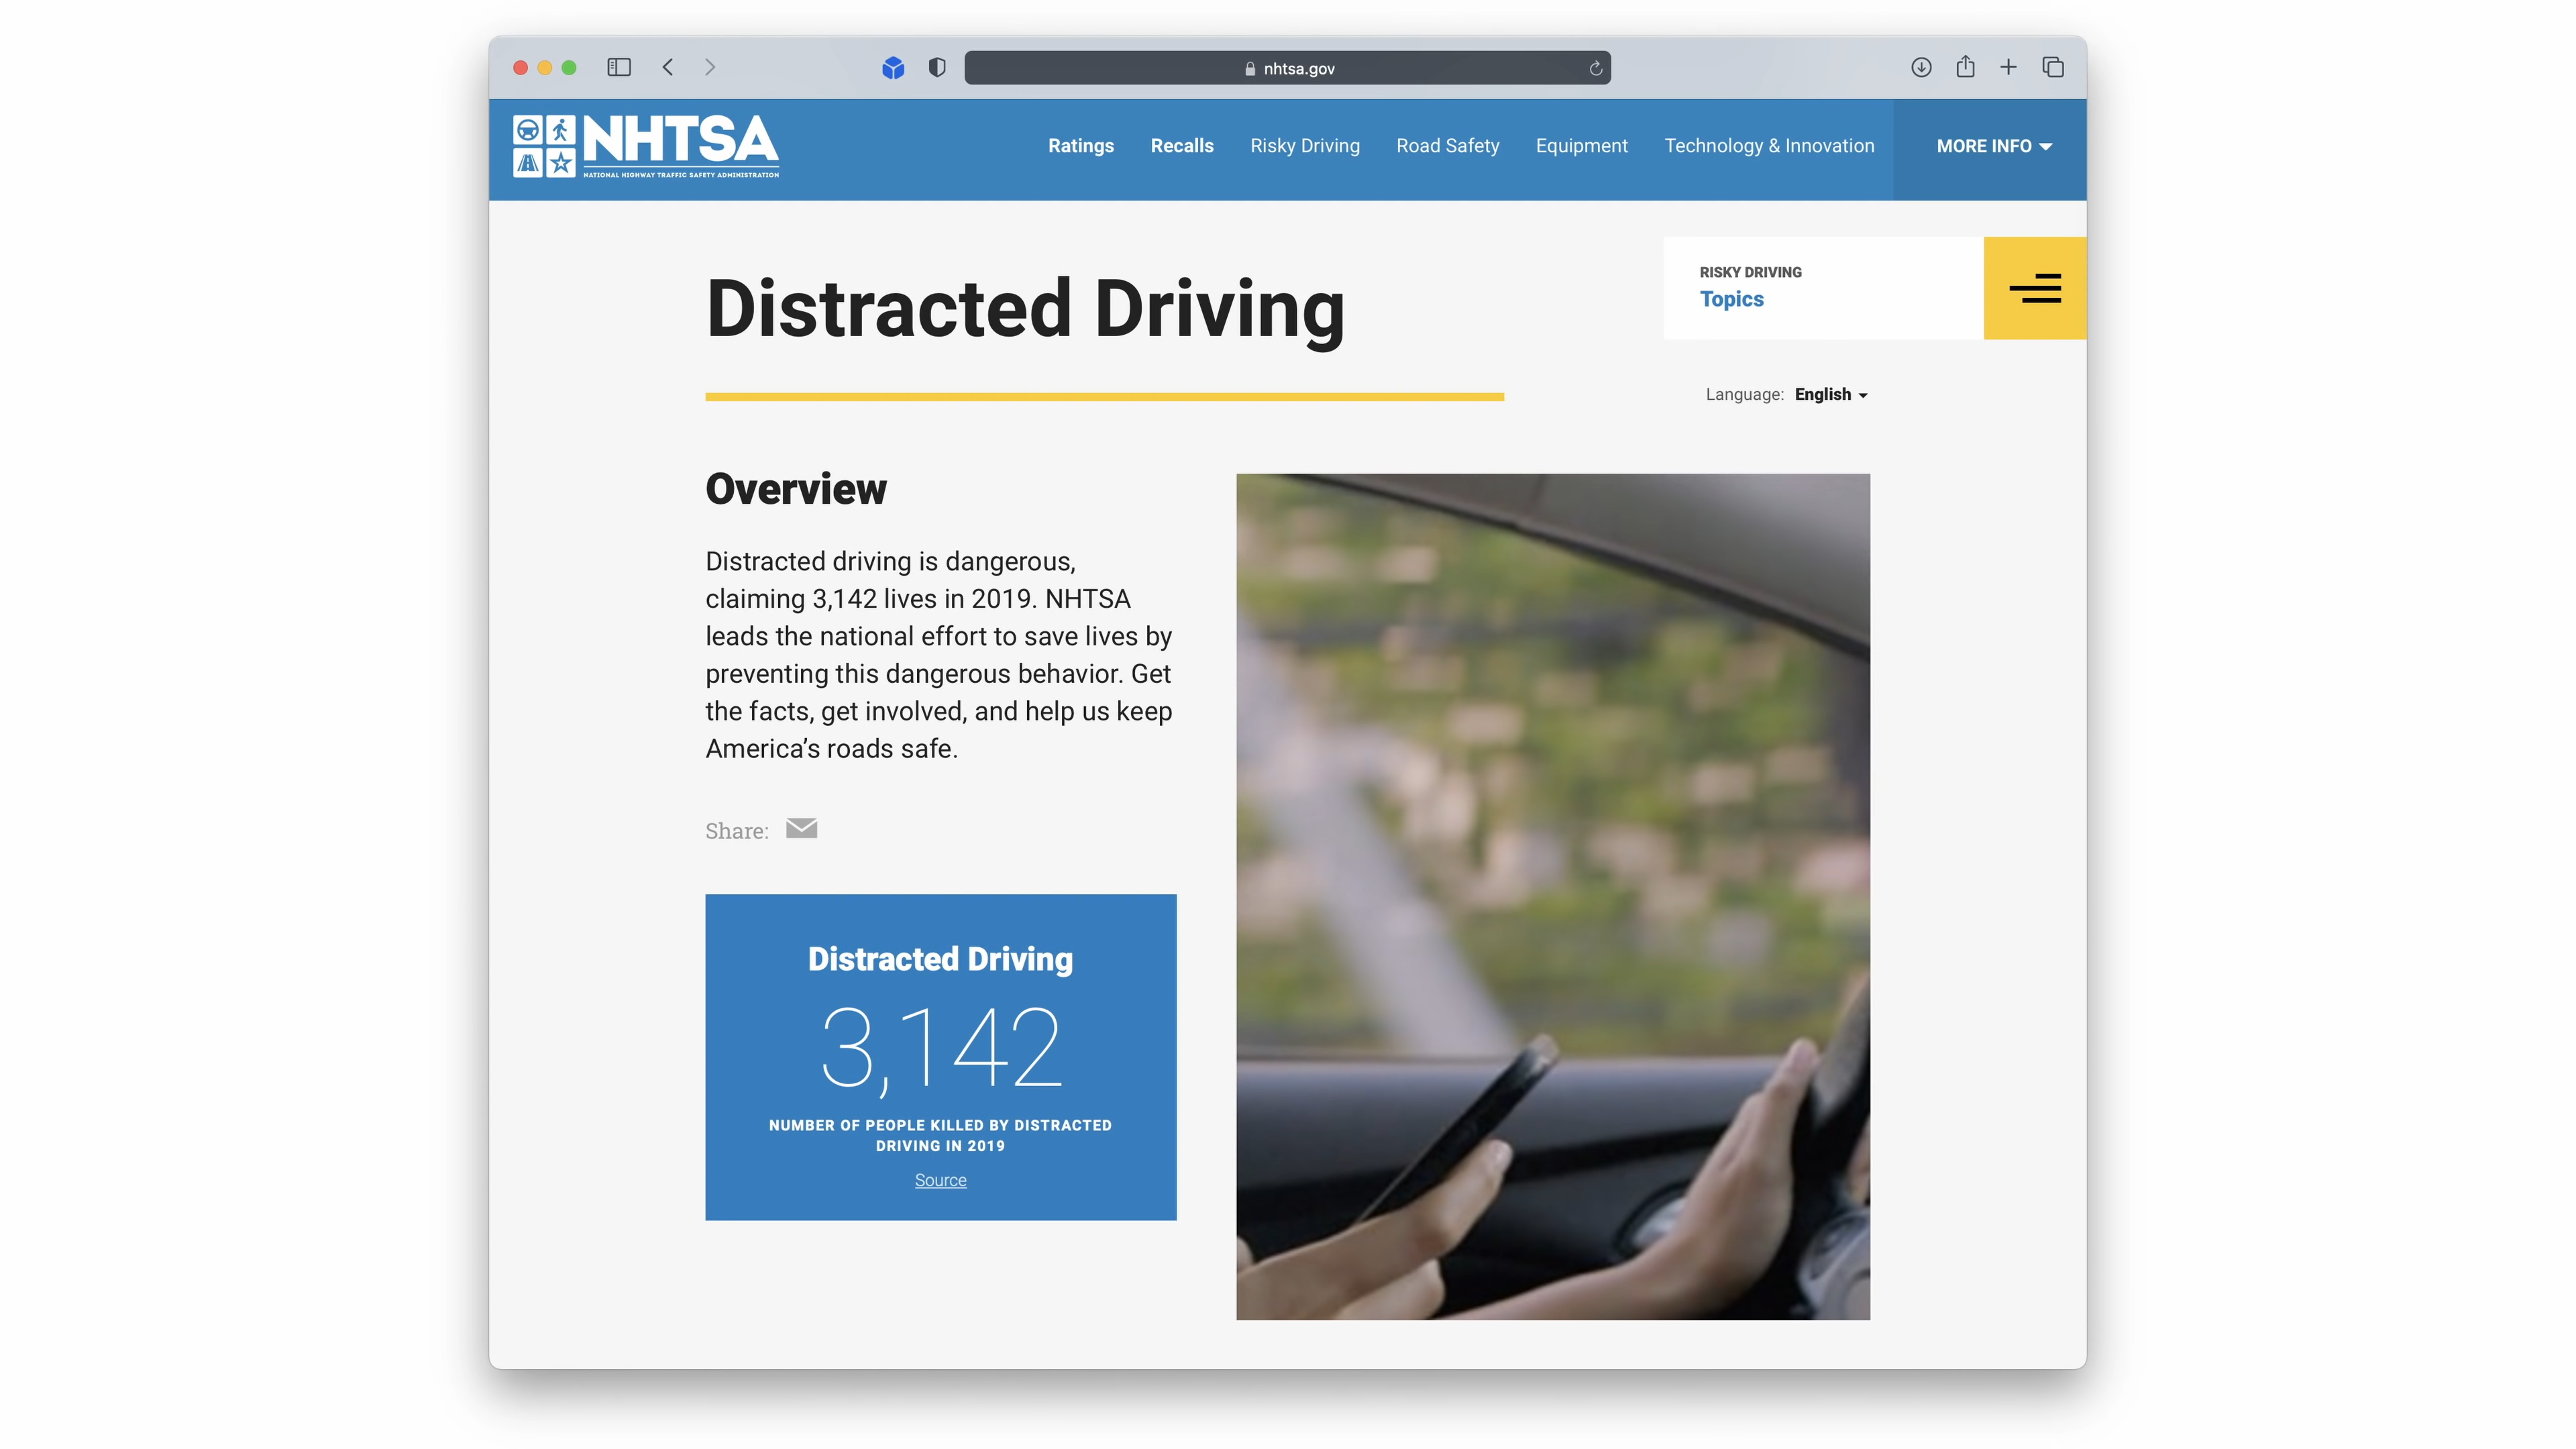 nhtsa.gov
NHTSA
NATIONAL HIGHWAY TRAFFIC SAFETY ADMINISTRATION
Ratings Recalls Risky Driving Road Safety Equipment Technology & Innovation MORE INFO
RISKY DRIVING
Topics
Distracted Driving
Language: English
Overview
Distracted driving is dangerous,
claiming 3,142 lives in 2019. NHTSA
leads the national effort to save lives by
preventing this dangerous behavior. Get
the facts, get involved, and help us keep
America’s roads safe.
Share:
Distracted Driving
3,142
NUMBER OF PEOPLE KILLED BY DISTRACTED
DRIVING IN 2019
Source